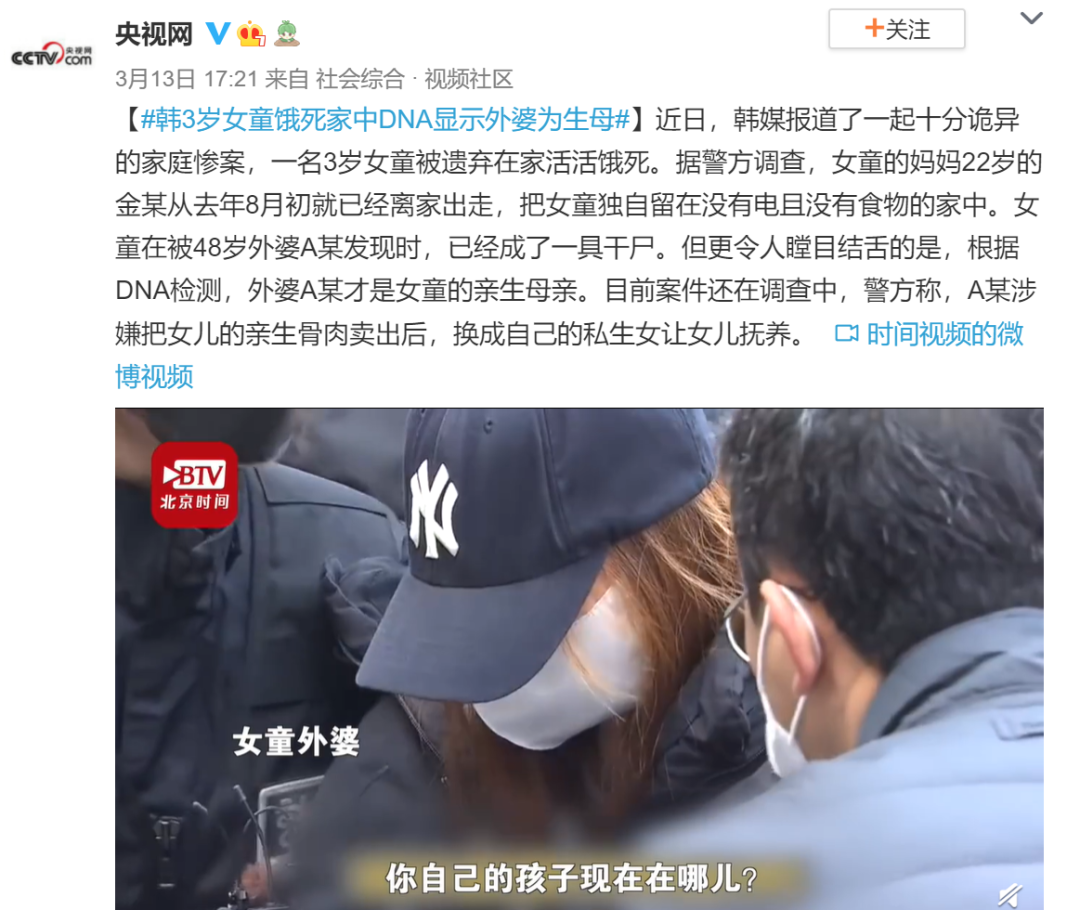 CCTV com 央视网
央视网
+关注
3月13日 17:21 来自 社会综合 · 视频社区
【#韩3岁女童饿死家中DNA显示外婆为生母#】近日，韩媒报道了一起十分诡异
的家庭惨案，一名3岁女童被遗弃在家活活饿死。据警方调查，女童的妈妈22岁的
金某从去年8月初就已经离家出走，把女童独自留在没有电且没有食物的家中。女
童在被48岁外婆A某发现时，已经成了一具干尸。但更令人瞠目结舌的是，根据
DNA检测，外婆A某才是女童的亲生母亲。目前案件还在调查中，警方称，A某涉
嫌把女儿的亲生骨肉卖出后，换成自己的私生女让女儿抚养。 时间视频的微
博视频
BTV
北京时间
NY
女童外婆
你自己的孩子现在在哪儿?